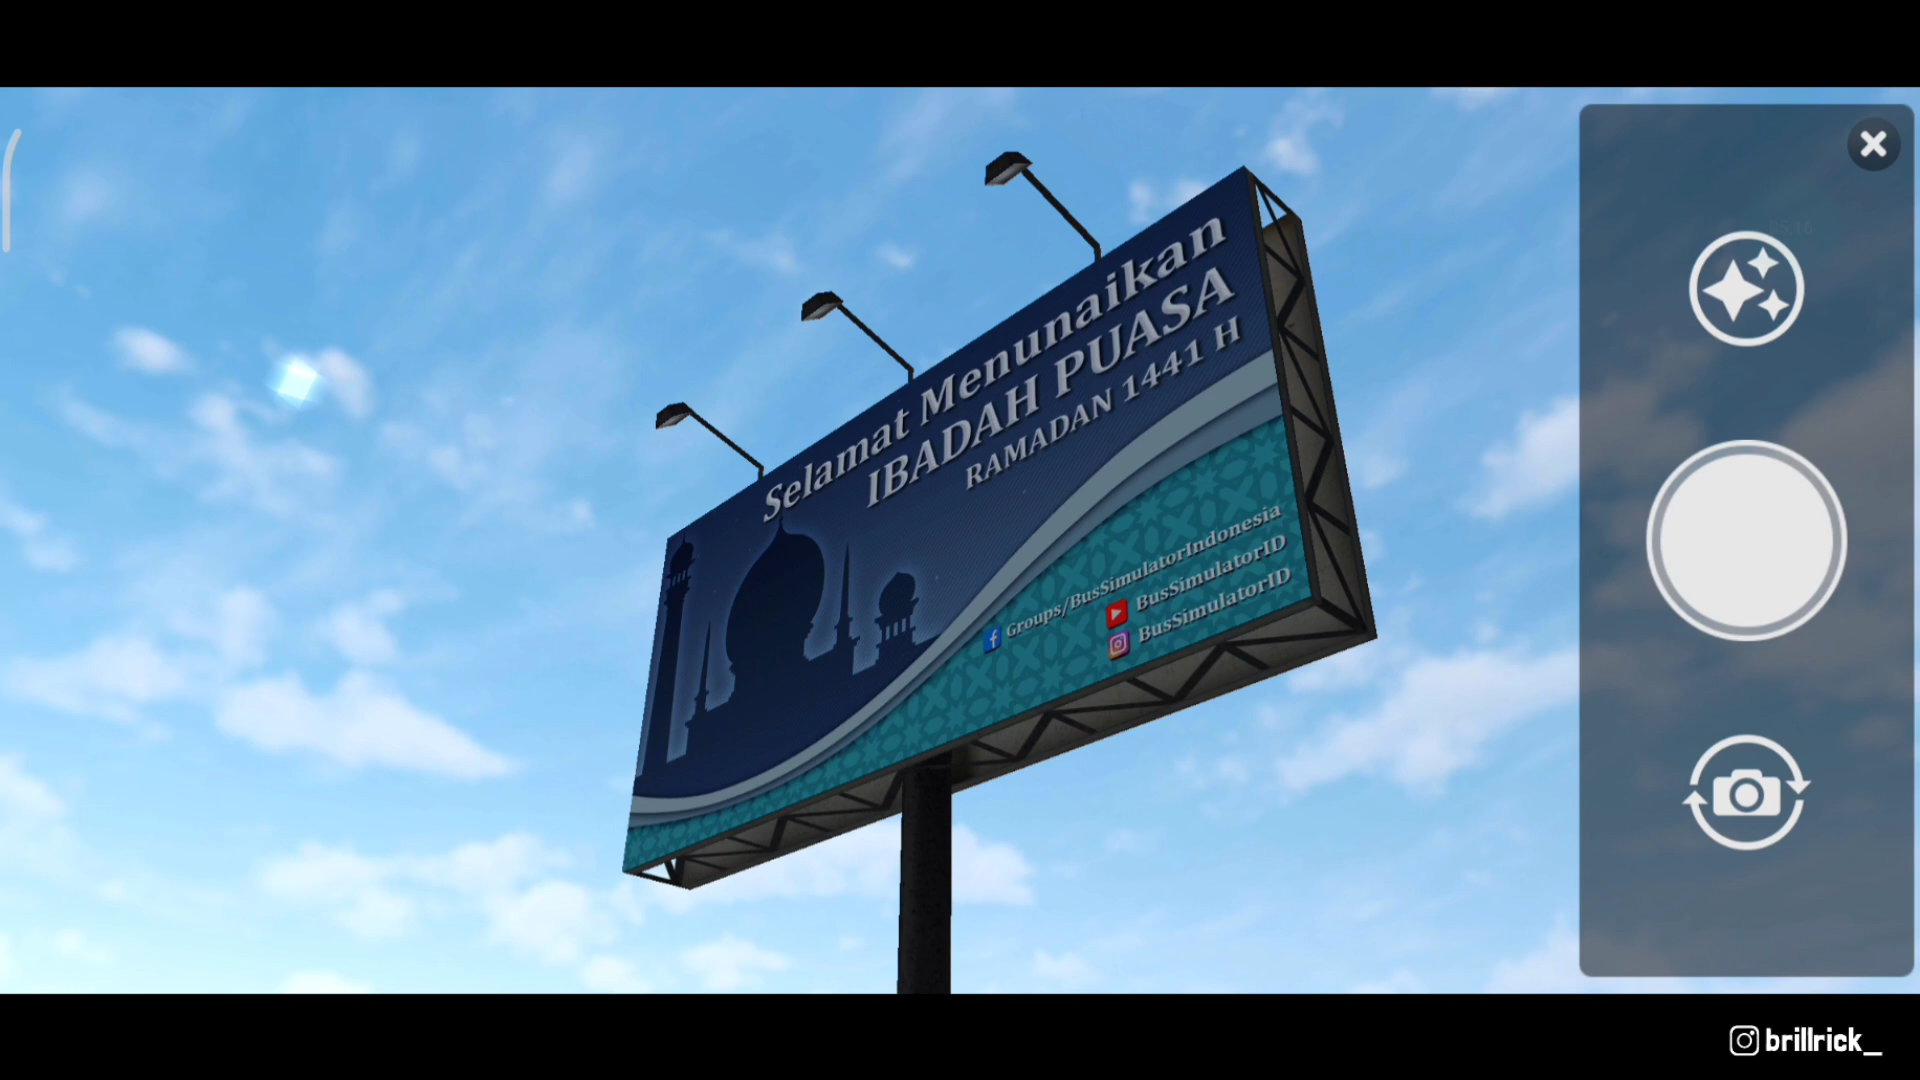 Selamat Menunaikan
IBADAH PUASA
RAMADAN 1441 H
Groups/BusSimulatorIndonesia
BusSimulatorID
BusSimulatorID
brillrick_